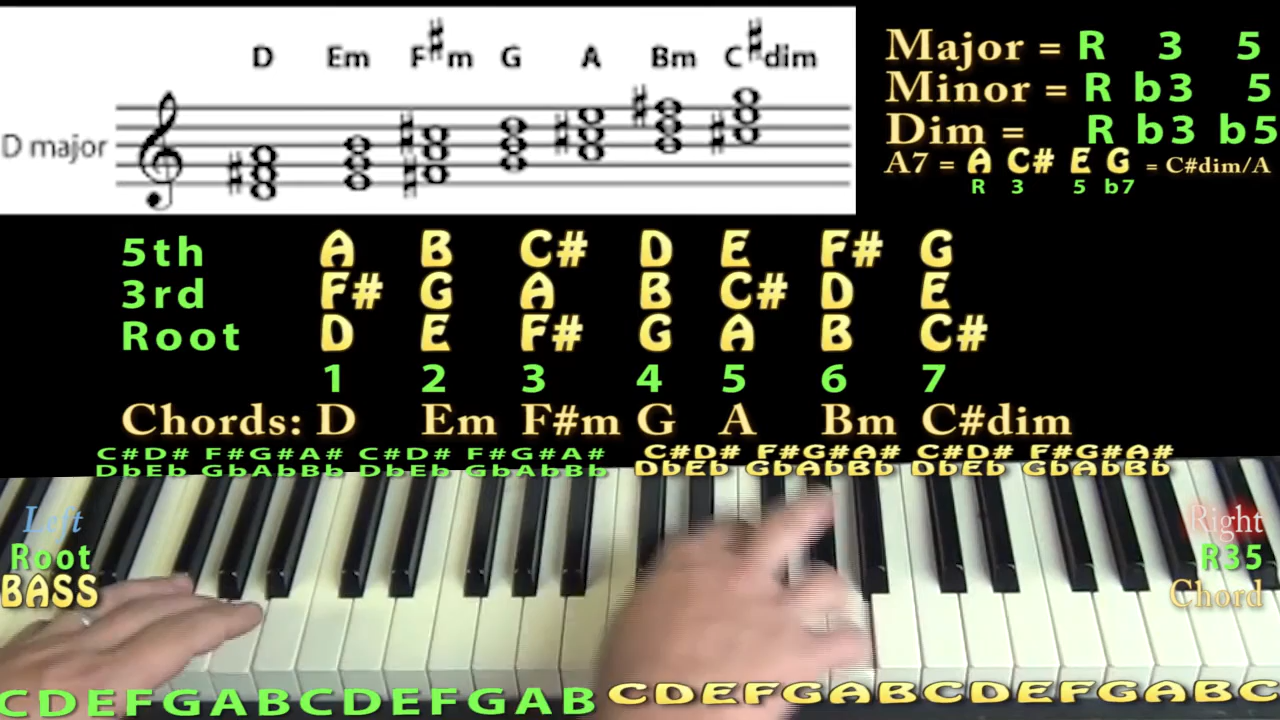 D Em F#m G A Bm C#dim
D major
Major = R 3 5
Minor = R b3 5
Dim = R b3 b5
A7 = A C# E G = C#dim/A
R 3 5 b7
5th A B C# D E F# G
3rd F# G A B C# D E
Root D E F# G A B C#
1 2 3 4 5 6 7
Chords: D Em F#m G A Bm C#dim
C#D# F#G#A# C#D# F#G#A# C#D# F#G#A# C#D# F#G#A#
DbEb GbAbBb DbEb GbAbBb DbEb GbAbBb DbEb GbAbBb
Left
Root
BASS
Right
R35
Chord
CDEFGABCDEFGAB CDEFGABCDEFGABC